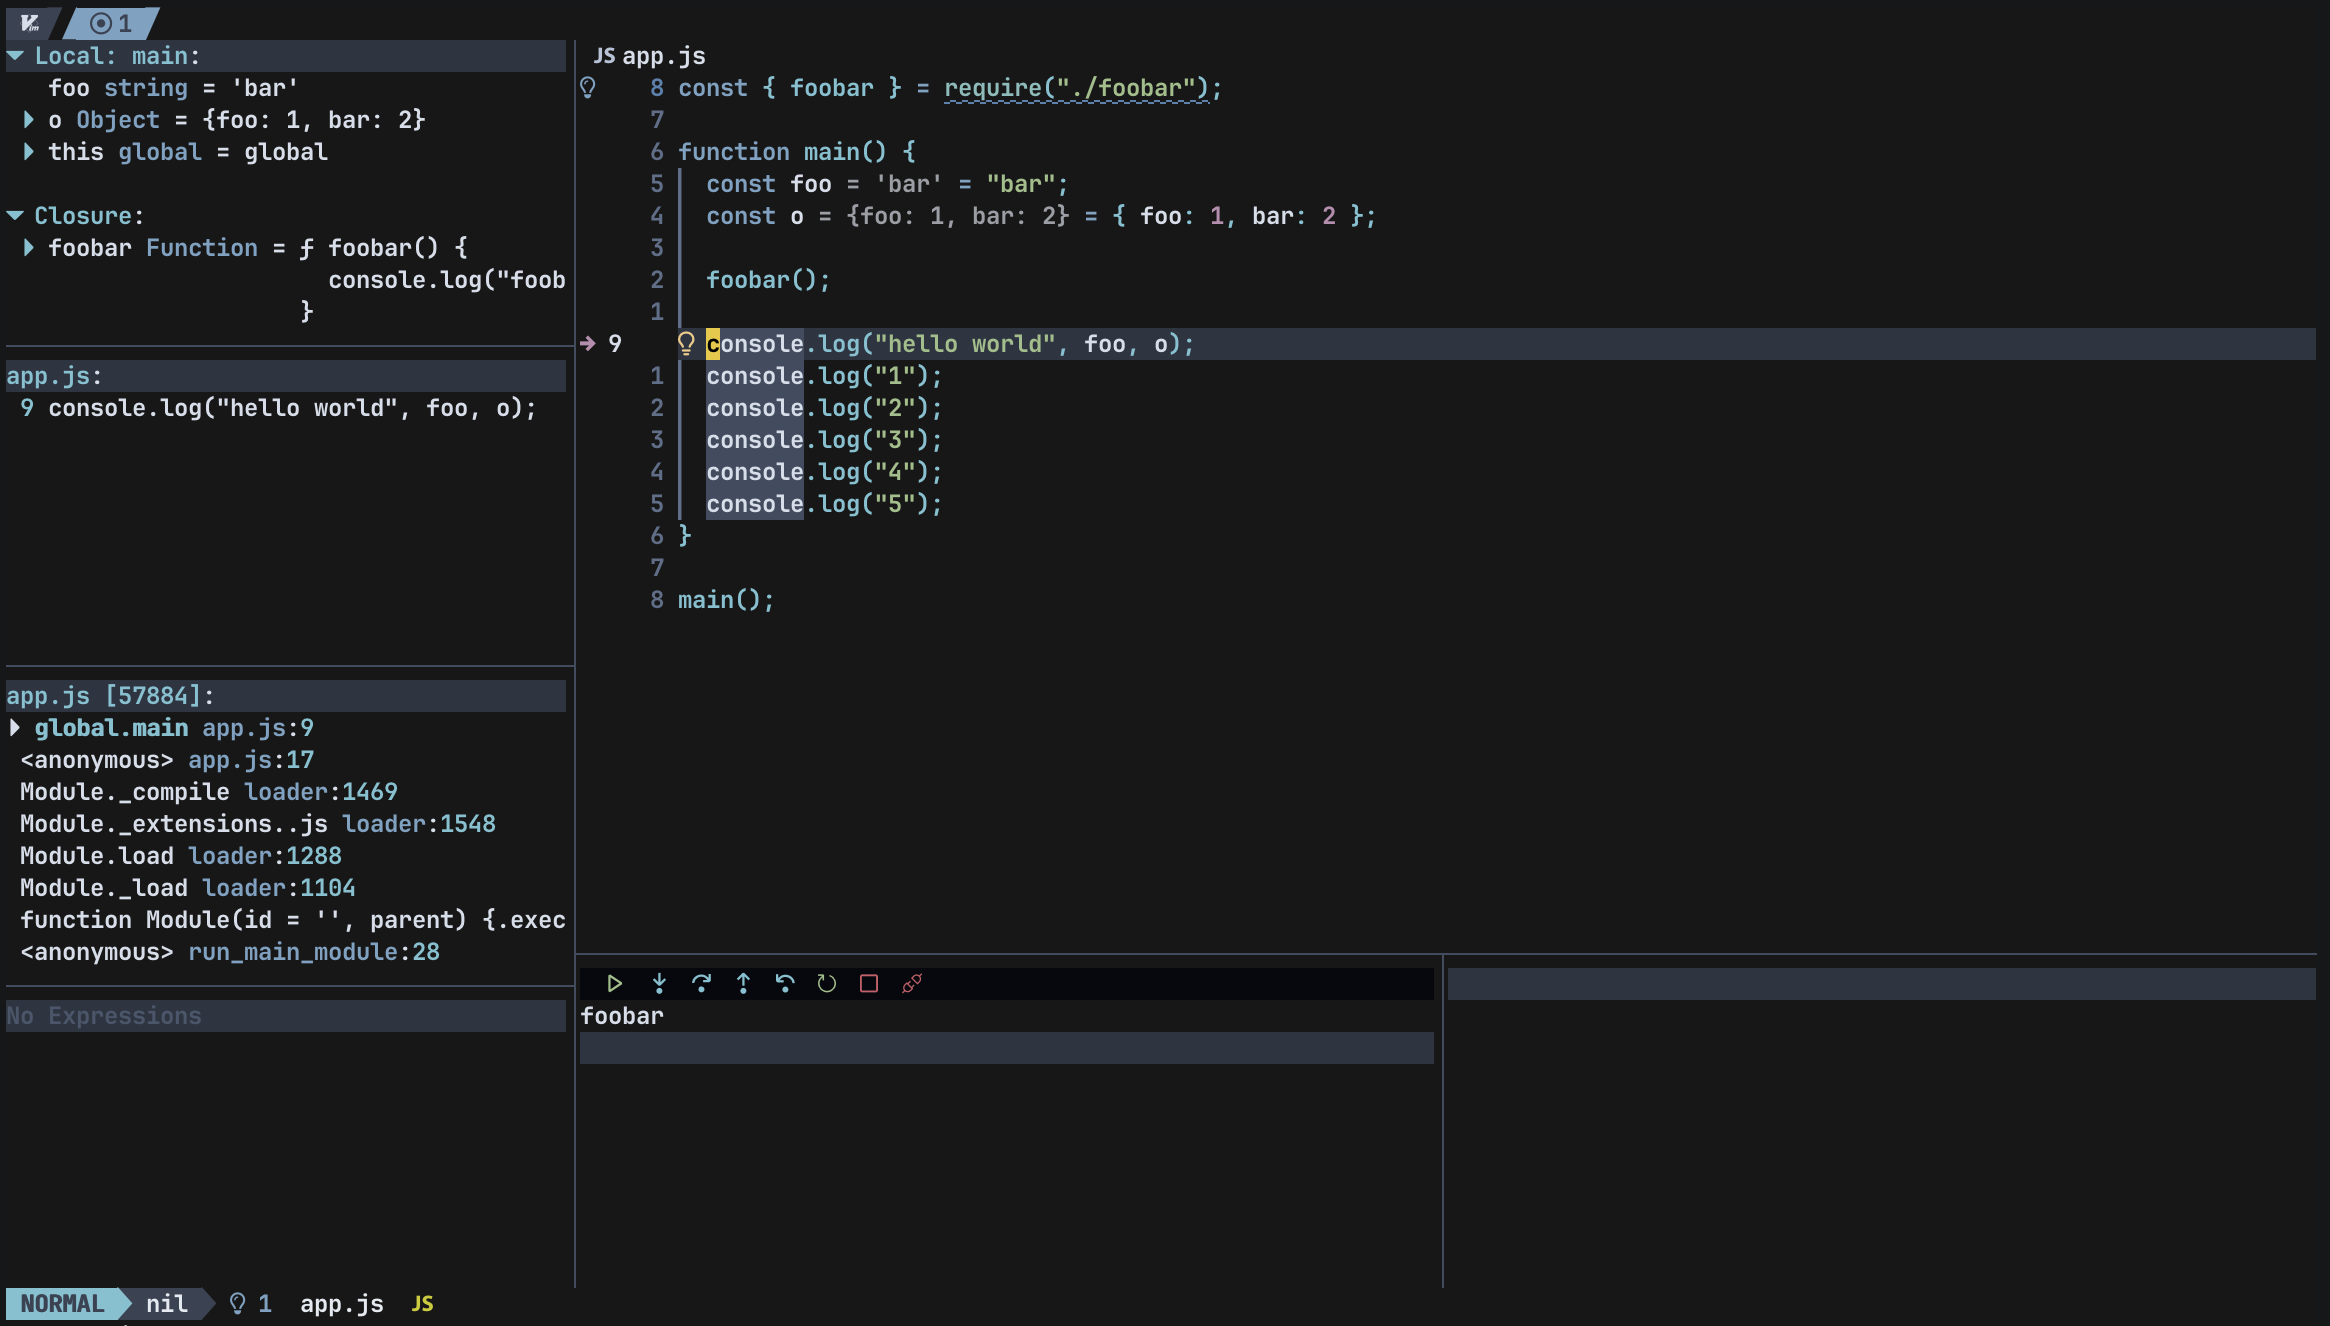 1
Local: main:
foo string = 'bar'
o Object = {foo: 1, bar: 2}
this global = global
Closure:
foobar Function = ƒ foobar() {
console.log("foob
}
app.js:
9 console.log("hello world", foo, o);
app.js [57884]:
global.main app.js:9
<anonymous> app.js:17
Module._compile loader:1469
Module._extensions..js loader:1548
Module.load loader:1288
Module._load loader:1104
function Module(id = '', parent) {.exec
<anonymous> run_main_module:28
No Expressions
JS app.js
8 const { foobar } = require("./foobar");
7
6 function main() {
5 const foo = 'bar' = "bar";
4 const o = {foo: 1, bar: 2} = { foo: 1, bar: 2 };
3
2 foobar();
1
9 console.log("hello world", foo, o);
1 console.log("1");
2 console.log("2");
3 console.log("3");
4 console.log("4");
5 console.log("5");
6 }
7
8 main();
foobar
NORMAL nil 1 app.js JS